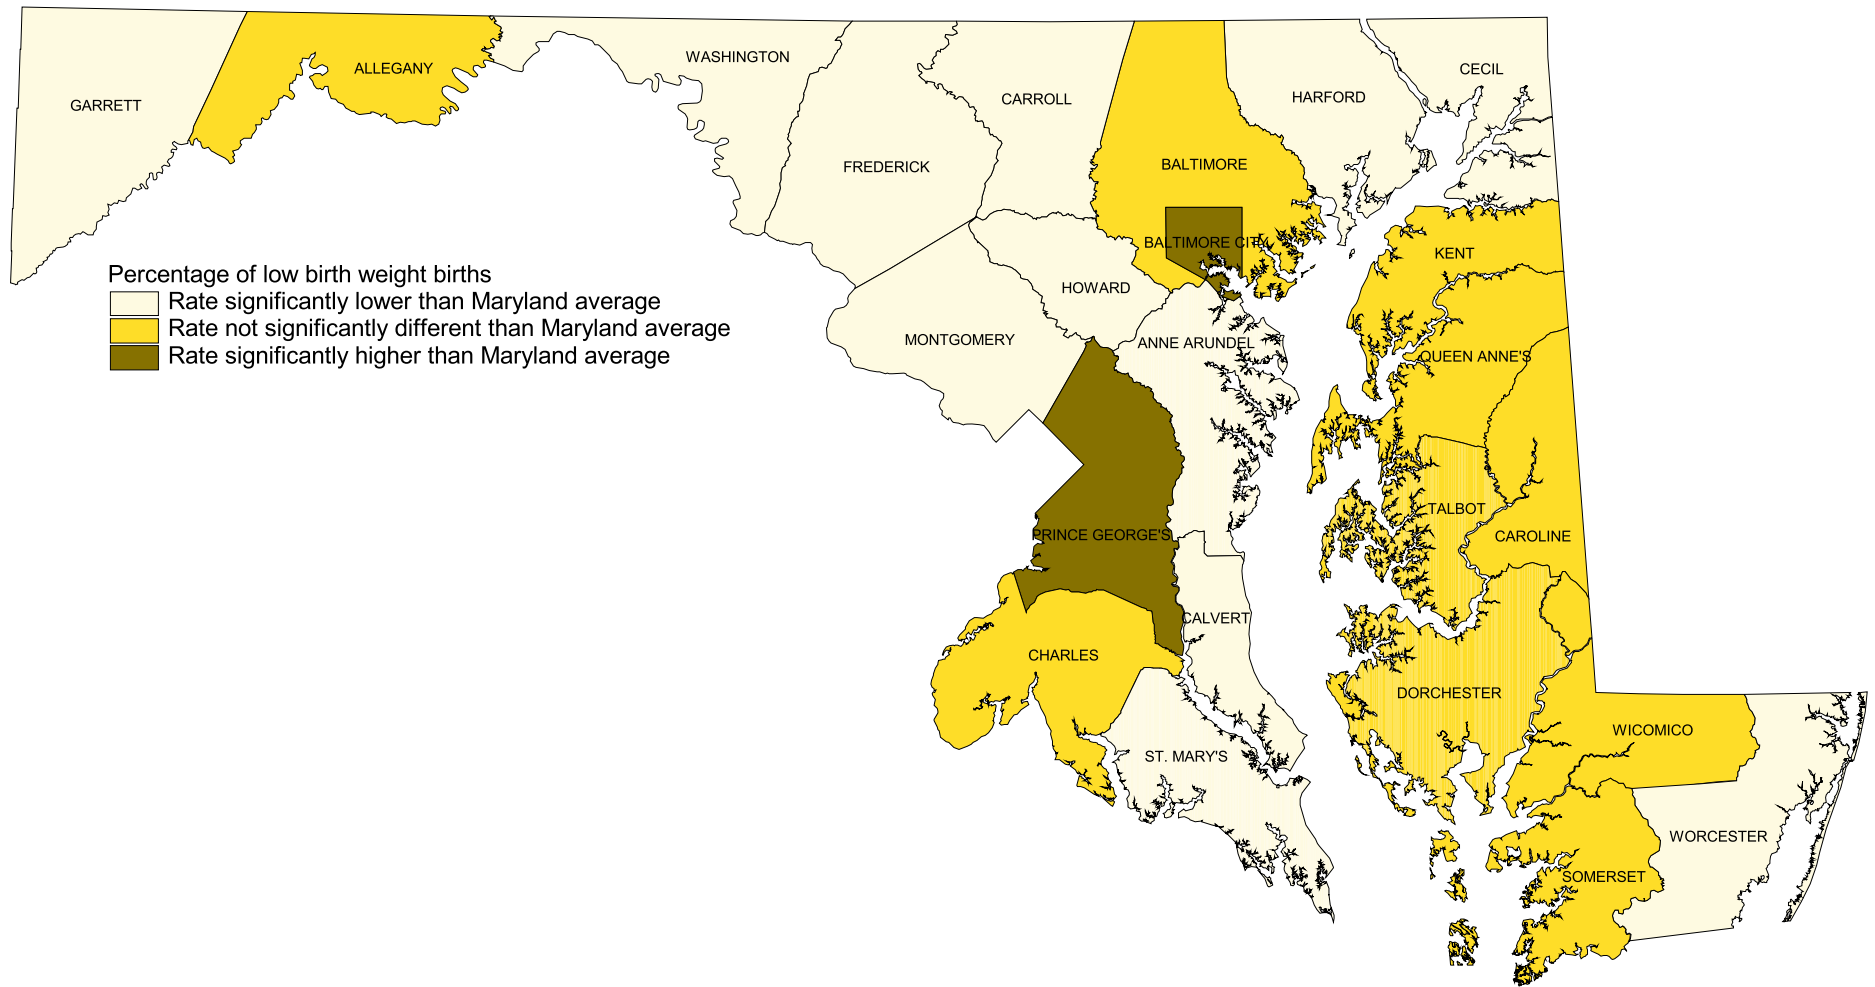 GARRETT
ALLEGANY
WASHINGTON
FREDERICK
CARROLL
BALTIMORE
HARFORD
CECIL
BALTIMORE CITY
KENT
HOWARD
MONTGOMERY
ANNE ARUNDEL
QUEEN ANNE'S
Percentage of low birth weight births
Rate significantly lower than Maryland average
Rate not significantly different than Maryland average
Rate significantly higher than Maryland average
TALBOT
CAROLINE
PRINCE GEORGE'S
CALVERT
CHARLES
DORCHESTER
WICOMICO
ST. MARY'S
WORCESTER
SOMERSET